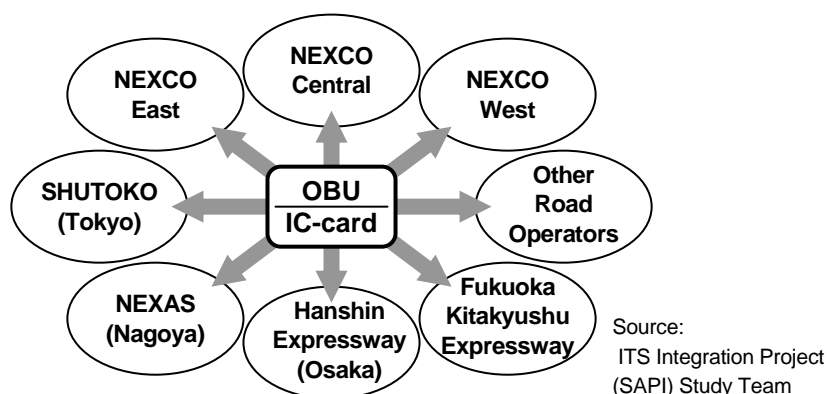 NEXCO
Central
NEXCO
East
NEXCO
West
SHUTOKO
(Tokyo)
OBU
IC-card
Other
Road
Operators
NEXAS
(Nagoya)
Hanshin
Expressway
(Osaka)
Fukuoka
Kitakyushu
Expressway
Source:
ITS Integration Project
(SAPI) Study Team